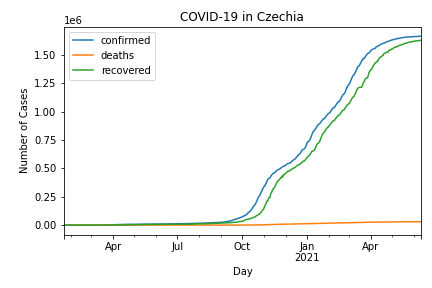 COVID-19 in Czechia
1e6
confirmed
deaths
recovered
1.50
1.25
1.00
0.75
0.50
0.25
0.00
Number of Cases
Apr
Jul
Oct
Jan
2021
Apr
Day